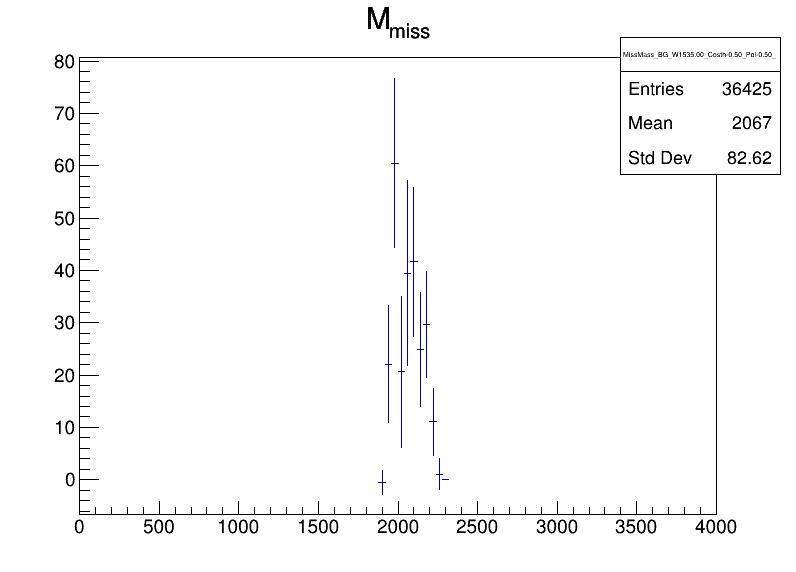 M_miss
MissMass_BG_W1535.00_Costh-0.50_Pol-0.50_
Entries 36425
Mean 2067
Std Dev 82.62
80
70
60
50
40
30
20
10
0
0 500 1000 1500 2000 2500 3000 3500 4000